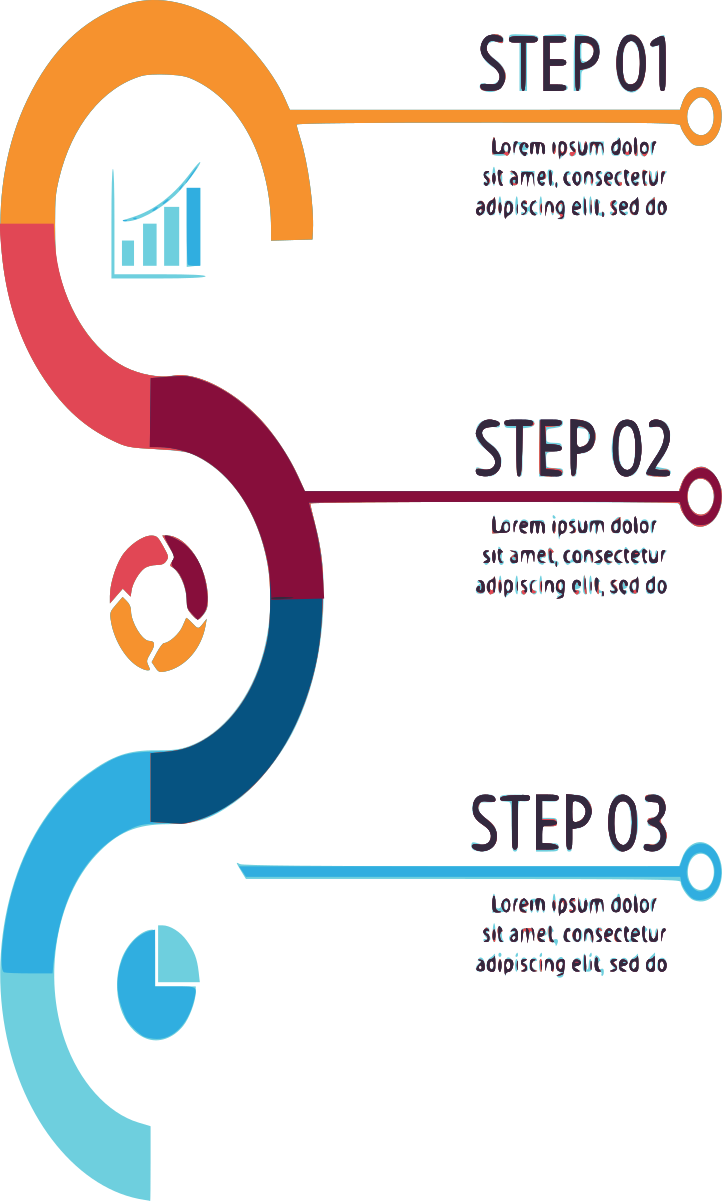 STEP 01
Lorem ipsum dolor
sit amet, consectetur
adipiscing elit, sed do
STEP 02
Lorem ipsum dolor
sit amet, consectetur
adipiscing elit, sed do
STEP 03
Lorem ipsum dolor
sit amet, consectetur
adipiscing elit, sed do